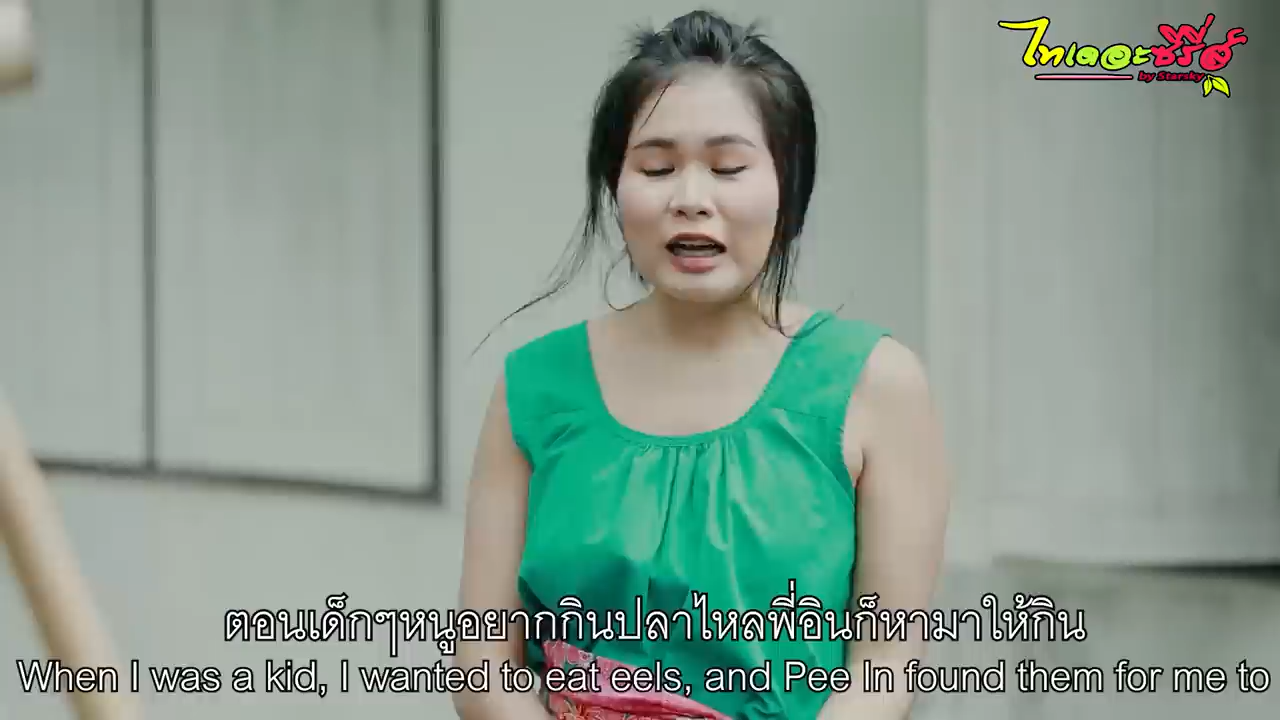 ไทเดอะซีรี่ส์
by Starsky
ตอนเด็กๆหนูอยากกินปลาไหลพี่อินก็หามาให้กิน
When I was a kid, I wanted to eat eels, and Pee In found them for me to